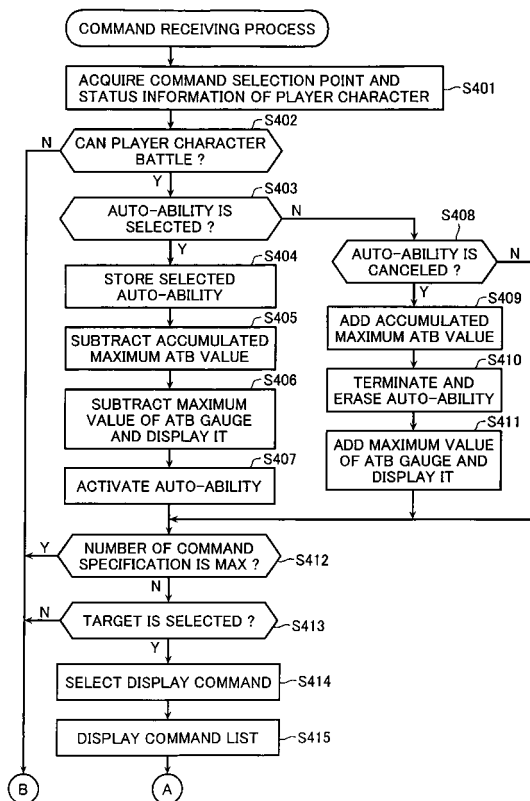 COMMAND RECEIVING PROCESS
ACQUIRE COMMAND SELECTION POINT AND
STATUS INFORMATION OF PLAYER CHARACTER
S401
S402
N
CAN PLAYER CHARACTER
BATTLE ?
Y
S403
AUTO-ABILITY IS
SELECTED ?
N
Y
S404
STORE SELECTED
AUTO-ABILITY
S405
SUBTRACT ACCUMULATED
MAXIMUM ATB VALUE
S406
SUBTRACT MAXIMUM
VALUE OF ATB GAUGE
AND DISPLAY IT
S407
ACTIVATE AUTO-ABILITY
S408
AUTO-ABILITY IS
CANCELED ?
N
Y
S409
ADD ACCUMULATED
MAXIMUM ATB VALUE
S410
TERMINATE AND
ERASE AUTO-ABILITY
S411
ADD MAXIMUM VALUE
OF ATB GAUGE AND
DISPLAY IT
Y
NUMBER OF COMMAND
SPECIFICATION IS MAX ?
S412
N
N
TARGET IS SELECTED ?
S413
Y
SELECT DISPLAY COMMAND
S414
DISPLAY COMMAND LIST
S415
B
A